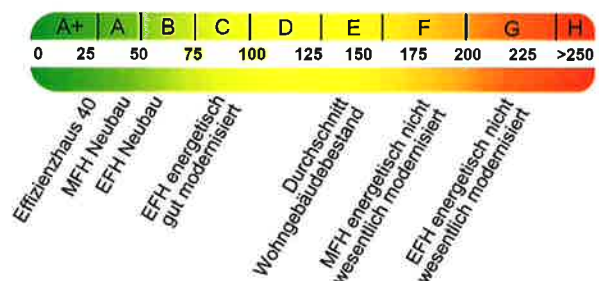 A+ A B C D E F G H
0 25 50 75 100 125 150 175 200 225 >250
Effizienzhaus 40
MFH Neubau
EFH Neubau
EFH energetisch
gut modernisiert
Durchschnitt
Wohngebäudebestand
MFH energetisch nicht
wesentlich modernisiert
EFH energetisch nicht
wesentlich modernisiert